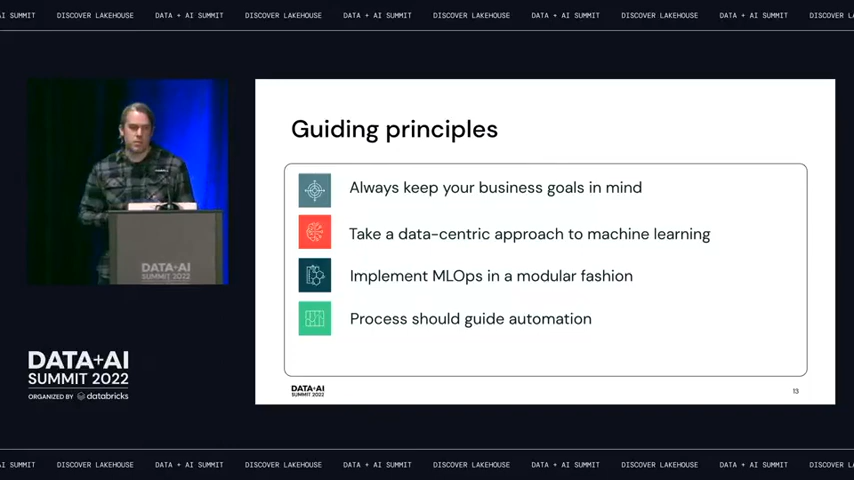 AI SUMMIT DISCOVER LAKEHOUSE DATA + AI SUMMIT DISCOVER LAKEHOUSE DATA + AI SUMMIT DISCOVER LAKEHOUSE DATA + AI SUMMIT DISCOVER LAKEHOUSE DATA + AI SUMMIT DISCOVER LA
Guiding principles
Always keep your business goals in mind
Take a data-centric approach to machine learning
Implement MLOps in a modular fashion
Process should guide automation
DATA+AI
SUMMIT 2022
13
DATA+AI
SUMMIT 2022
DATA+AI
SUMMIT 2022
ORGANIZED BY databricks
AI SUMMIT DISCOVER LAKEHOUSE DATA + AI SUMMIT DISCOVER LAKEHOUSE DATA + AI SUMMIT DISCOVER LAKEHOUSE DATA + AI SUMMIT DISCOVER LAKEHOUSE DATA + AI SUMMIT DISCOVER LA